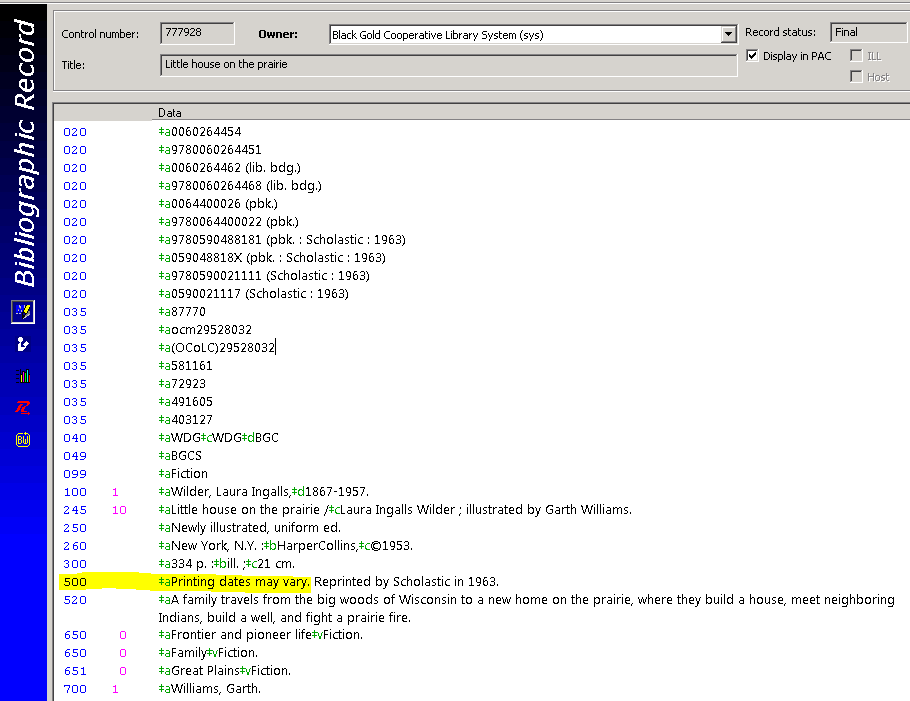 Bibliographic Record
Control number: 777928 Owner: Black Gold Cooperative Library System (sys) Record status: Final
Display in PAC ILL
Title: Little house on the prairie
Host
Data
020 ‡a0060264454
020 ‡a9780060264451
020 ‡a0060264462 (lib. bdg.)
020 ‡a9780060264468 (lib. bdg.)
020 ‡a0064400026 (pbk.)
020 ‡a9780064400022 (pbk.)
020 ‡a9780590488181 (pbk. : Scholastic : 1963)
020 ‡a059048818X (pbk. : Scholastic : 1963)
020 ‡a9780590021111 (Scholastic : 1963)
020 ‡a0590021117 (Scholastic : 1963)
035 ‡a87770
035 ‡aocm29528032
035 ‡a(OCoLC)29528032
035 ‡a581161
035 ‡a72923
035 ‡a491605
035 ‡a403127
040 ‡aWDG‡cWDG‡dBGC
049 ‡aBGCS
099 ‡aFiction
100 1 ‡aWilder, Laura Ingalls,‡d1867-1957.
245 10 ‡aLittle house on the prairie /‡cLaura Ingalls Wilder ; illustrated by Garth Williams.
250 ‡aNewly illustrated, uniform ed.
260 ‡aNew York, N.Y. :‡bHarperCollins,‡c©1953.
300 ‡a334 p. :‡bill. ;‡c21 cm.
500 ‡aPrinting dates may vary. Reprinted by Scholastic in 1963.
520 ‡aA family travels from the big woods of Wisconsin to a new home on the prairie, where they build a house, meet neighboring
Indians, build a well, and fight a prairie fire.
650 0 ‡aFrontier and pioneer life‡vFiction.
650 0 ‡aFamily‡vFiction.
651 0 ‡aGreat Plains‡vFiction.
700 1 ‡aWilliams, Garth.
BW